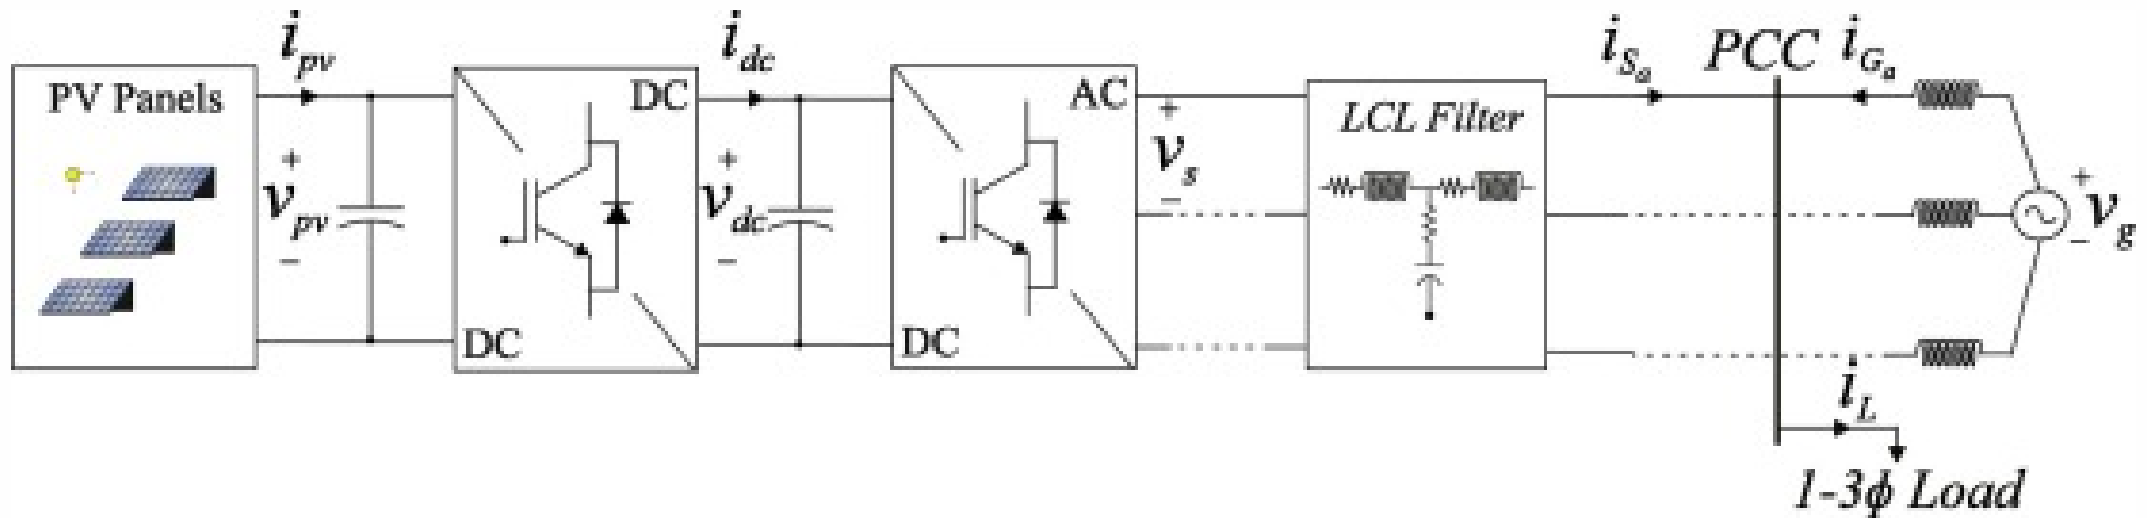 PV Panels
i_pv
+
v_pv
−
DC
DC
i_dc
+
v_dc
−
AC
DC
+
v_s
−
LCL Filter
i_Sa
PCC
i_Ga
+
v_g
−
i_L
1-3ϕ Load